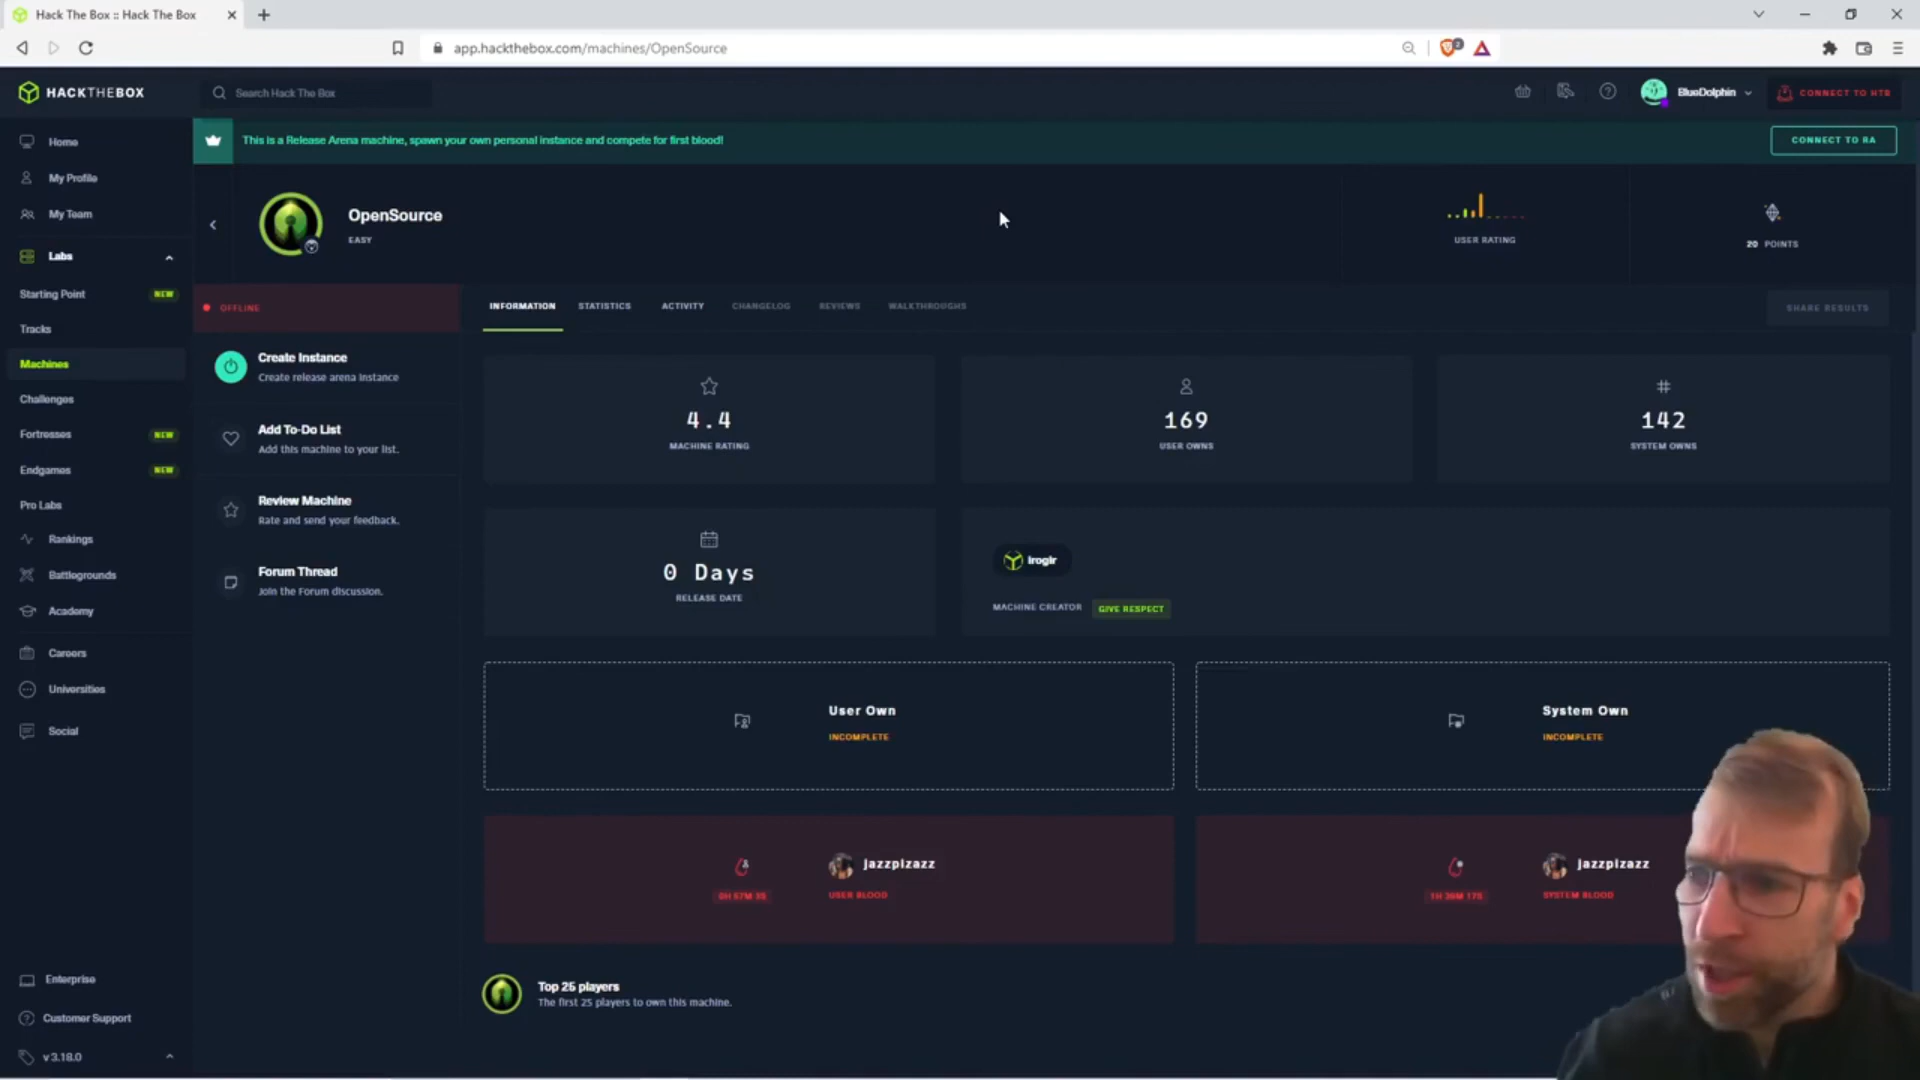 Hack The Box :: Hack The Box
app.hackthebox.com/machines/OpenSource
HACKTHEBOX
Search Hack The Box
BlueDolphin
CONNECT TO HTB
This is a Release Arena machine, spawn your own personal instance and compete for first blood!
CONNECT TO RA
Home
My Profile
My Team
Labs
Starting Point NEW
Tracks
Machines
Challenges
Fortresses NEW
Endgames NEW
Pro Labs
Rankings
Battlegrounds
Academy
Careers
Universities
Social
Enterprise
Customer Support
v 3.18.0
OpenSource
EASY
USER RATING
20 POINTS
OFFLINE
Create Instance
Create release arena instance
Add To-Do List
Add this machine to your list.
Review Machine
Rate and send your feedback.
Forum Thread
Join the Forum discussion.
INFORMATION STATISTICS ACTIVITY CHANGELOG REVIEWS WALKTHROUGHS
SHARE RESULTS
4.4
MACHINE RATING
169
USER OWNS
142
SYSTEM OWNS
0 Days
RELEASE DATE
irogir
MACHINE CREATOR GIVE RESPECT
User Own
INCOMPLETE
System Own
INCOMPLETE
jazzpizazz
0H 57M 3S
USER BLOOD
jazzpizazz
SYSTEM BLOOD
Top 25 players
The first 25 players to own this machine.